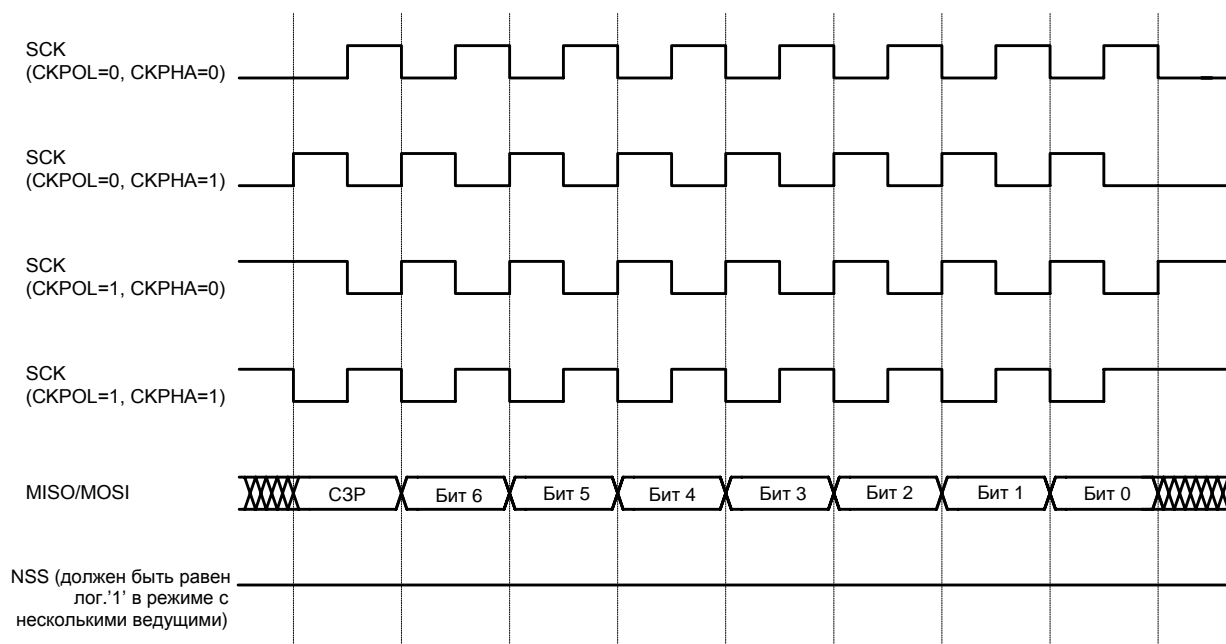 SCK
(CKPOL=0, CKPHA=0)
SCK
(CKPOL=0, CKPHA=1)
SCK
(CKPOL=1, CKPHA=0)
SCK
(CKPOL=1, CKPHA=1)
MISO/MOSI
СЗР
Бит 6
Бит 5
Бит 4
Бит 3
Бит 2
Бит 1
Бит 0
NSS (должен быть равен
лог.'1' в режиме с
несколькими ведущими)